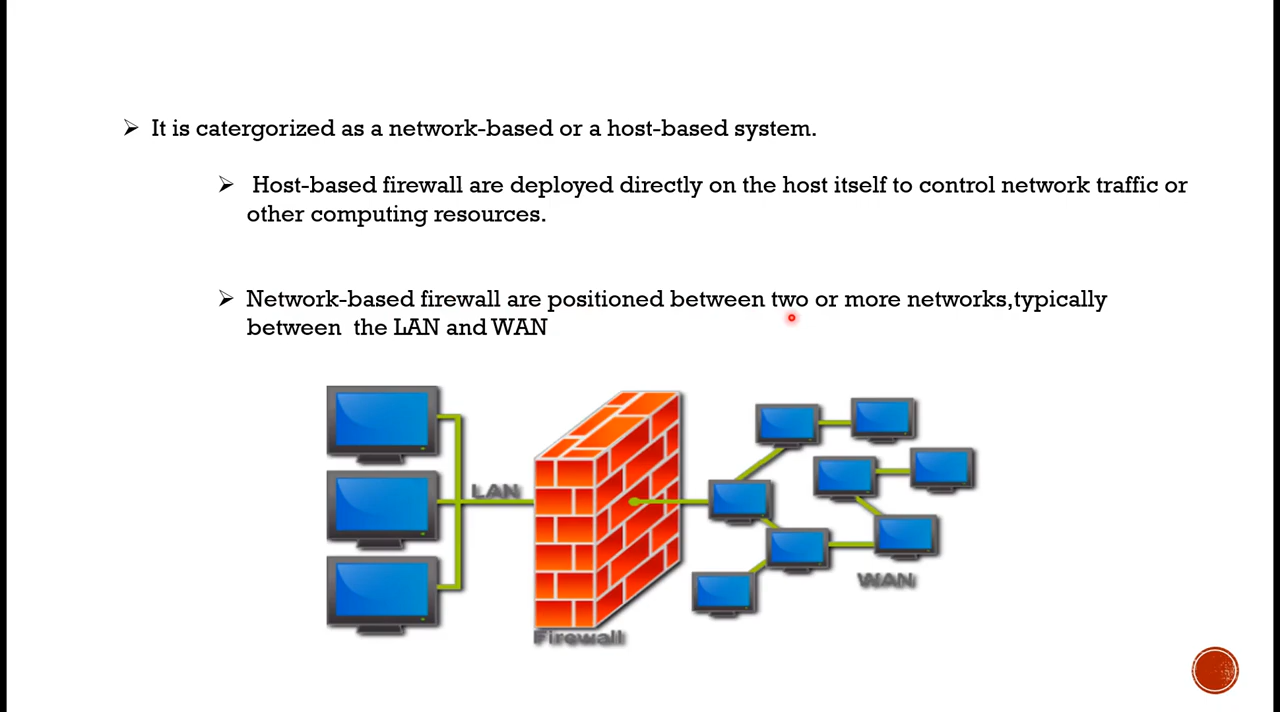 It is catergorized as a network-based or a host-based system.
Host-based firewall are deployed directly on the host itself to control network traffic or
other computing resources.
Network-based firewall are positioned between two or more networks,typically
between the LAN and WAN
LAN
WAN
Firewall